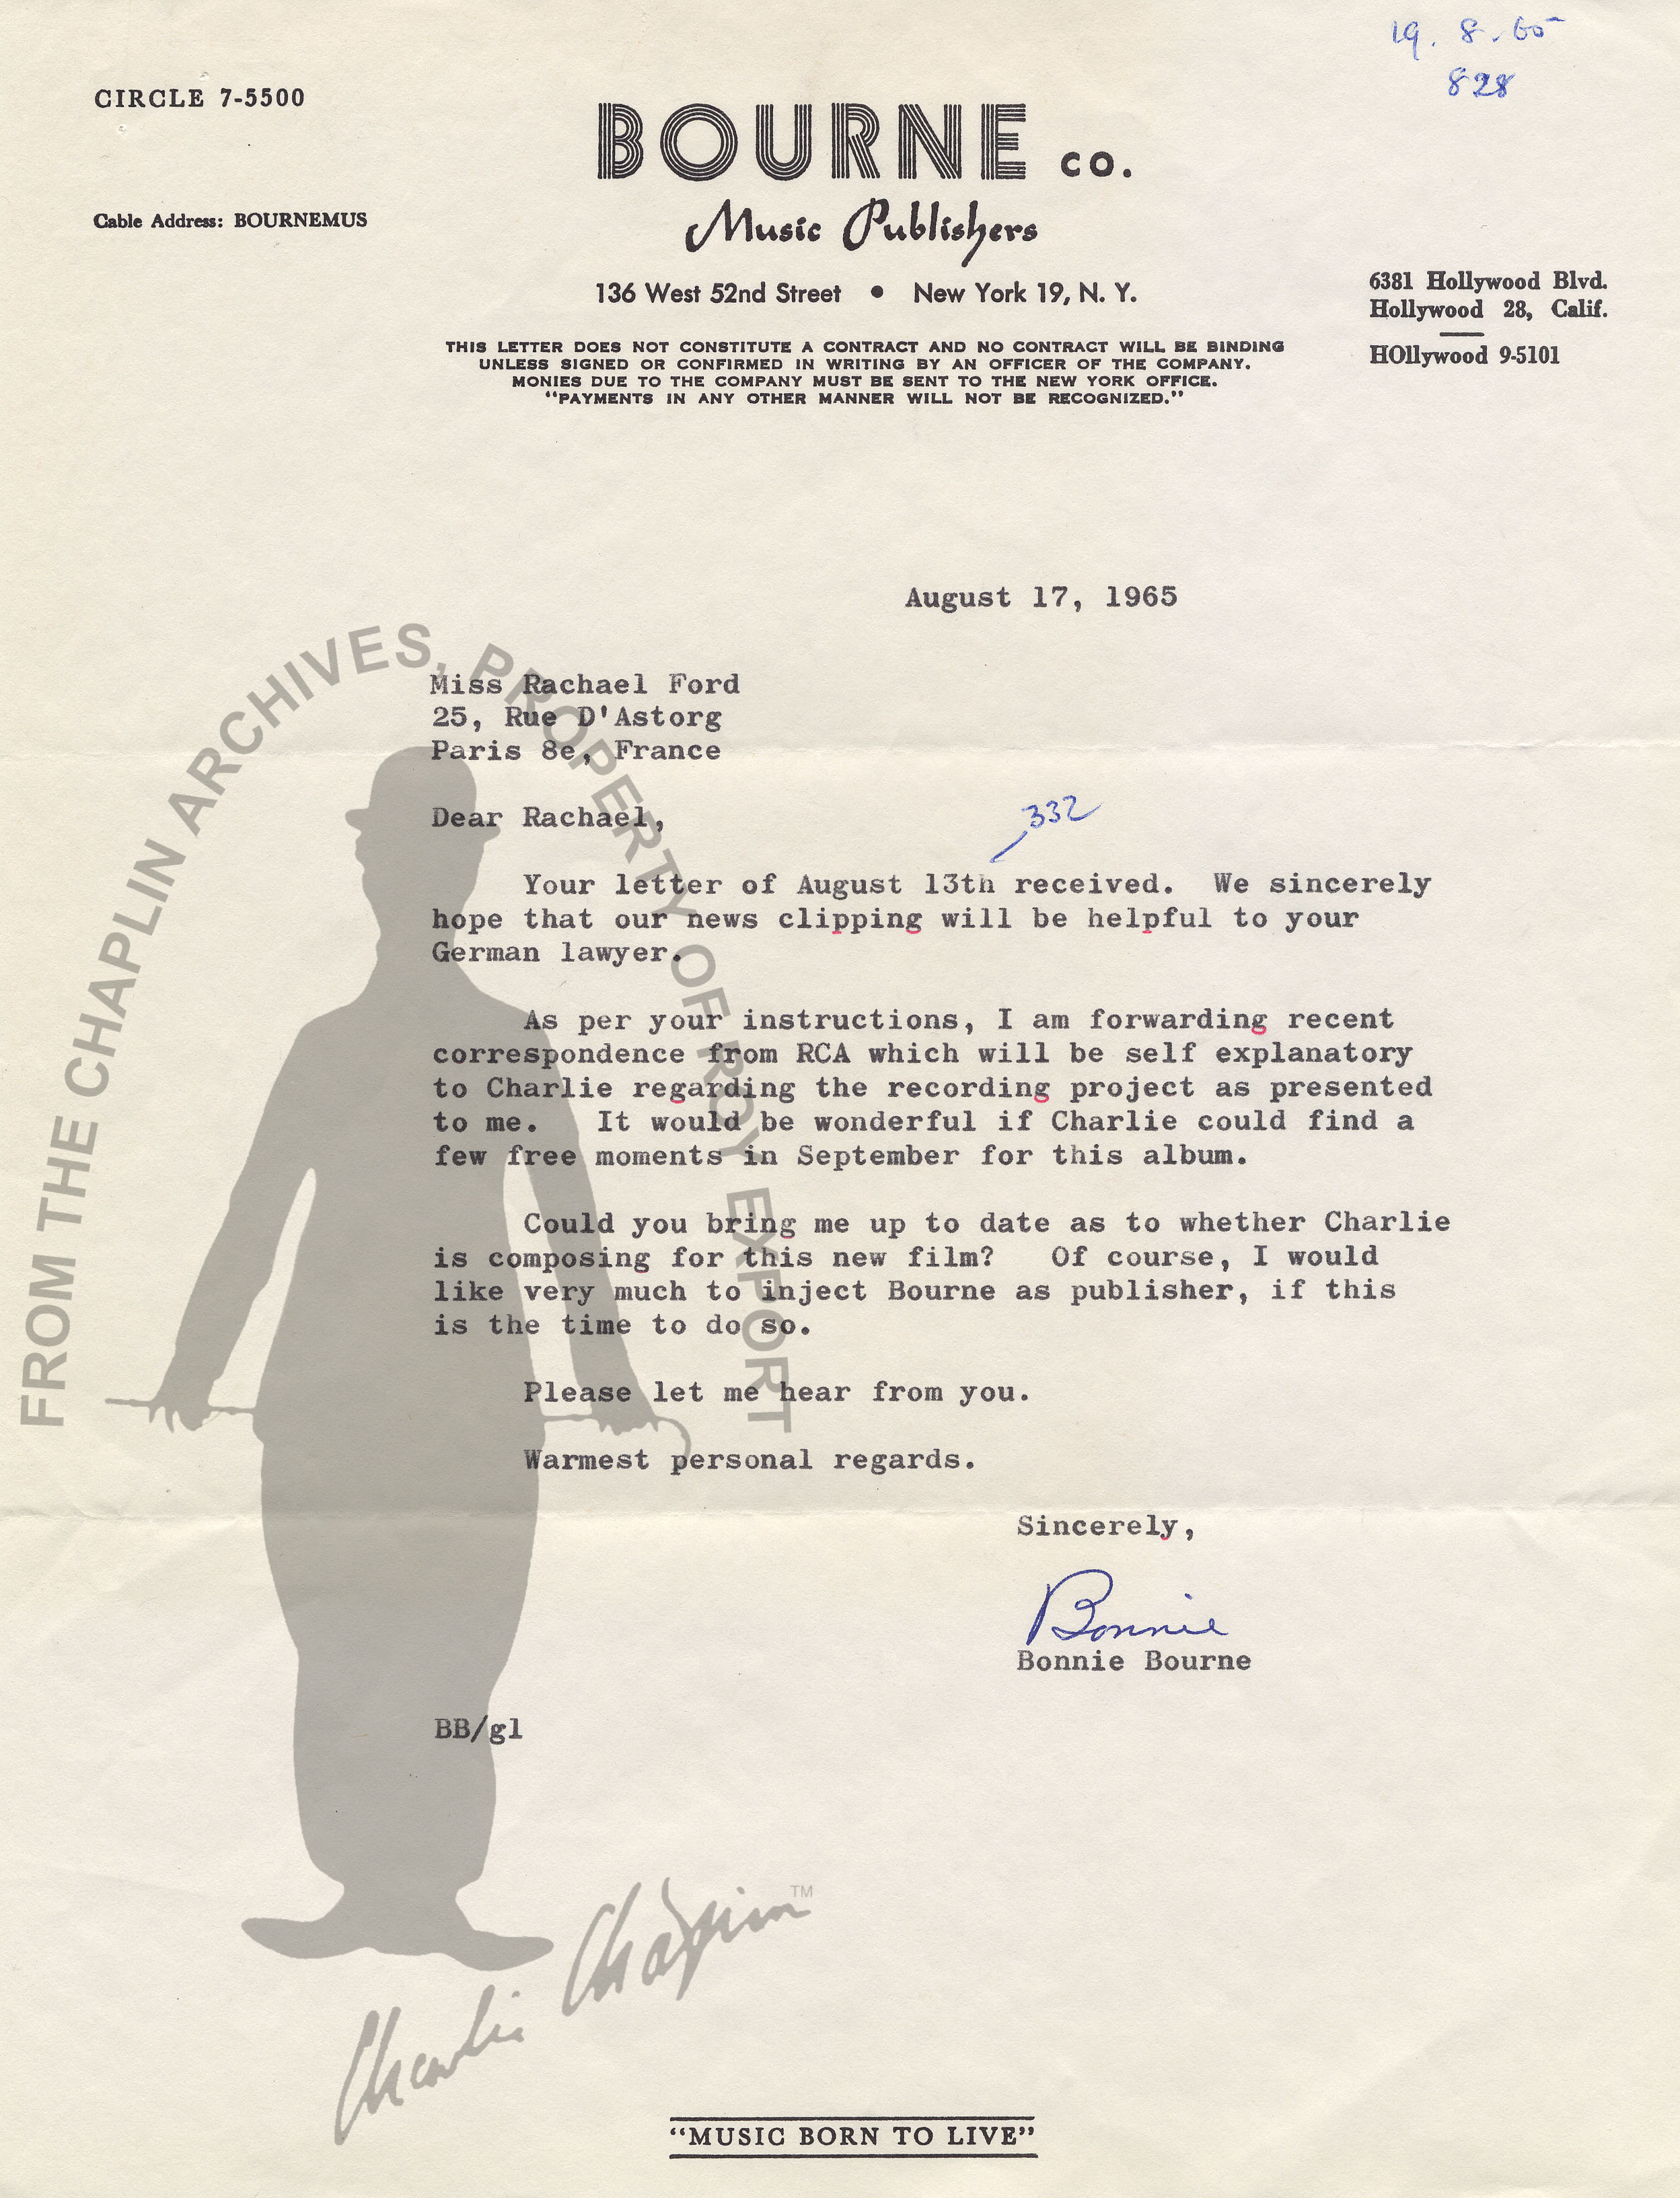 19. 8. 65
828
CIRCLE 7-5500
BOURNE CO.
Cable Address: BOURNEMUS
Music Publishers
136 West 52nd Street • New York 19, N. Y.
6381 Hollywood Blvd.
Hollywood 28, Calif.
HOllywood 9-5101
THIS LETTER DOES NOT CONSTITUTE A CONTRACT AND NO CONTRACT WILL BE BINDING
UNLESS SIGNED OR CONFIRMED IN WRITING BY AN OFFICER OF THE COMPANY.
MONIES DUE TO THE COMPANY MUST BE SENT TO THE NEW YORK OFFICE.
"PAYMENTS IN ANY OTHER MANNER WILL NOT BE RECOGNIZED."
August 17, 1965
FROM THE CHAPLIN ARCHIVES, PROPERTY OF ROY EXPORT
Miss Rachael Ford
25, Rue D'Astorg
Paris 8e, France
Dear Rachael,
332
Your letter of August 13th received. We sincerely
hope that our news clipping will be helpful to your
German lawyer.
As per your instructions, I am forwarding recent
correspondence from RCA which will be self explanatory
to Charlie regarding the recording project as presented
to me. It would be wonderful if Charlie could find a
few free moments in September for this album.
Could you bring me up to date as to whether Charlie
is composing for this new film? Of course, I would
like very much to inject Bourne as publisher, if this
is the time to do so.
Please let me hear from you.
Warmest personal regards.
Sincerely,
Bonnie
Bonnie Bourne
BB/gl
Charlie Chaplin TM
"MUSIC BORN TO LIVE"